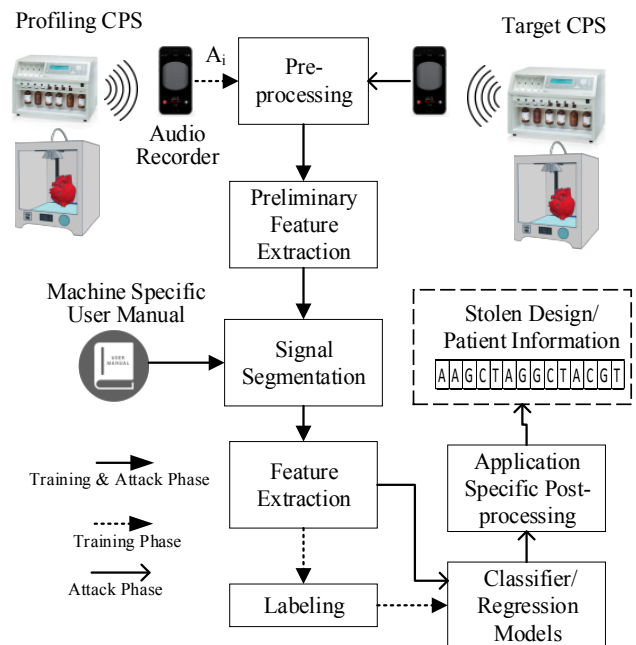 Profiling CPS
Target CPS
A_i
Pre-
processing
Audio
Recorder
Preliminary
Feature
Extraction
Machine Specific
User Manual
USER
MANUAL
Signal
Segmentation
Stolen Design/
Patient Information
AAGCTAGGCTACGT
Feature
Extraction
Application
Specific Post-
processing
Training & Attack Phase
Training Phase
Attack Phase
Labeling
Classifier/
Regression
Models